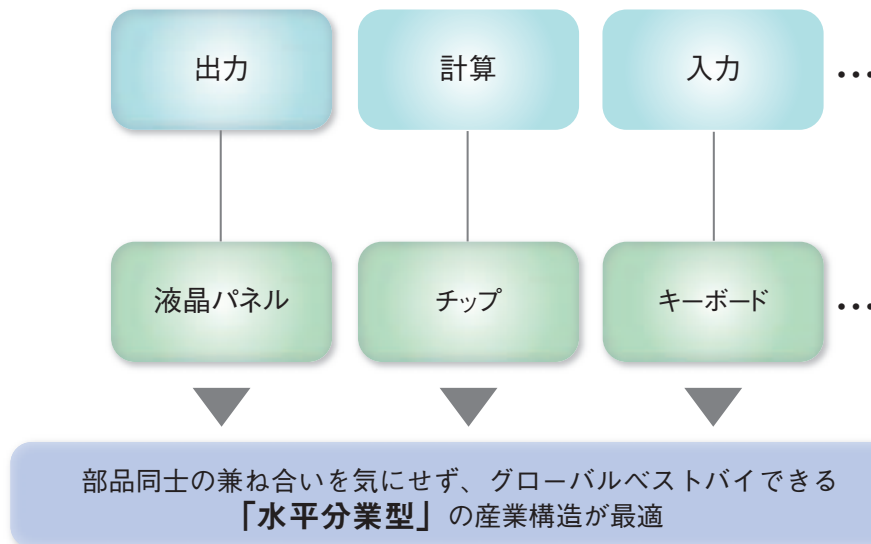 出力
計算
入力
…
液晶パネル
チップ
キーボード
…
部品同士の兼ね合いを気にせず、グローバルベストバイできる
「水平分業型」の産業構造が最適